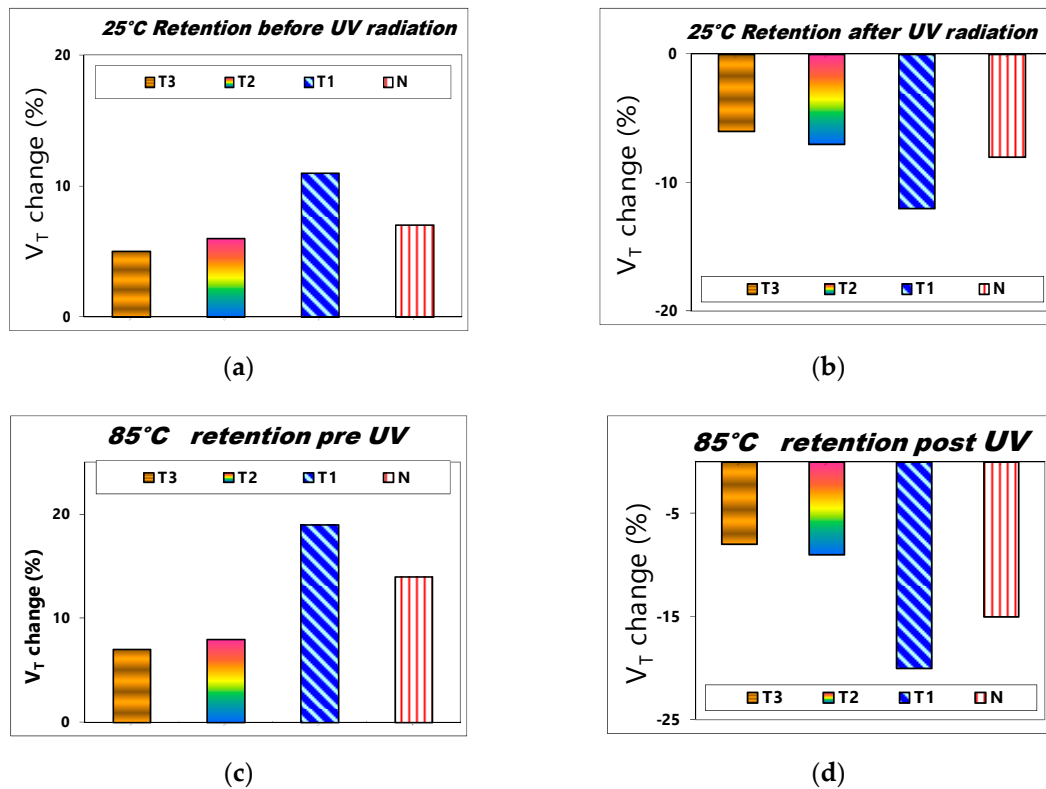 25°C Retention before UV radiation
20
T3 T2 T1 N
10
0
V_T change (%)
(a)
25°C Retention after UV radiation
0
-10
T3 T2 T1 N
-20
V_T change (%)
(b)
85°C retention pre UV
T3 T2 T1 N
20
10
0
V_T change (%)
(c)
85°C retention post UV
-5
-15
T3 T2 T1 N
-25
V_T change (%)
(d)